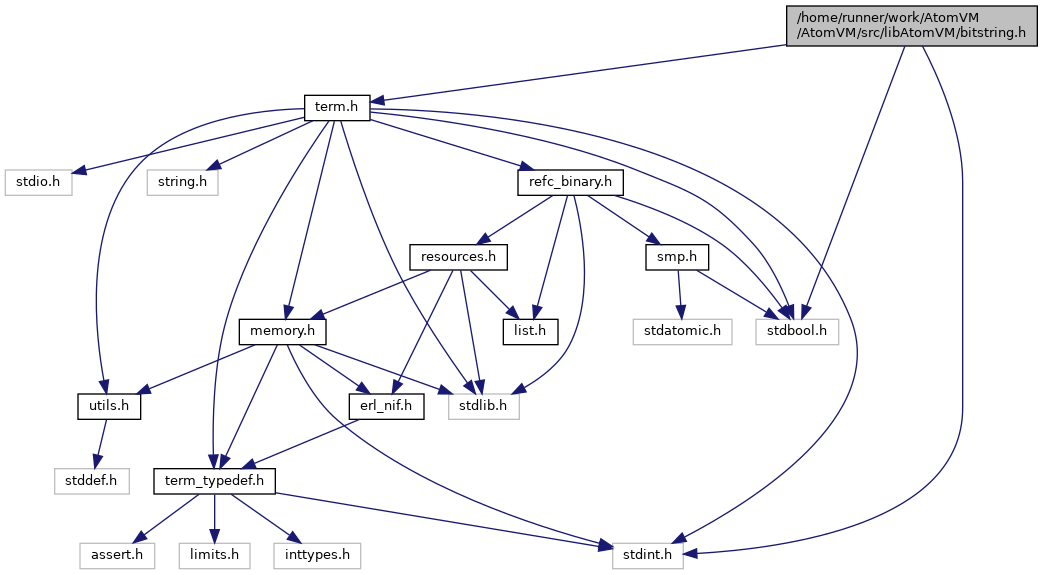 /home/runner/work/AtomVM
/AtomVM/src/libAtomVM/bitstring.h
term.h
stdio.h
string.h
refc_binary.h
resources.h
smp.h
memory.h
list.h
stdatomic.h
stdbool.h
utils.h
erl_nif.h
stdlib.h
stddef.h
term_typedef.h
assert.h
limits.h
inttypes.h
stdint.h